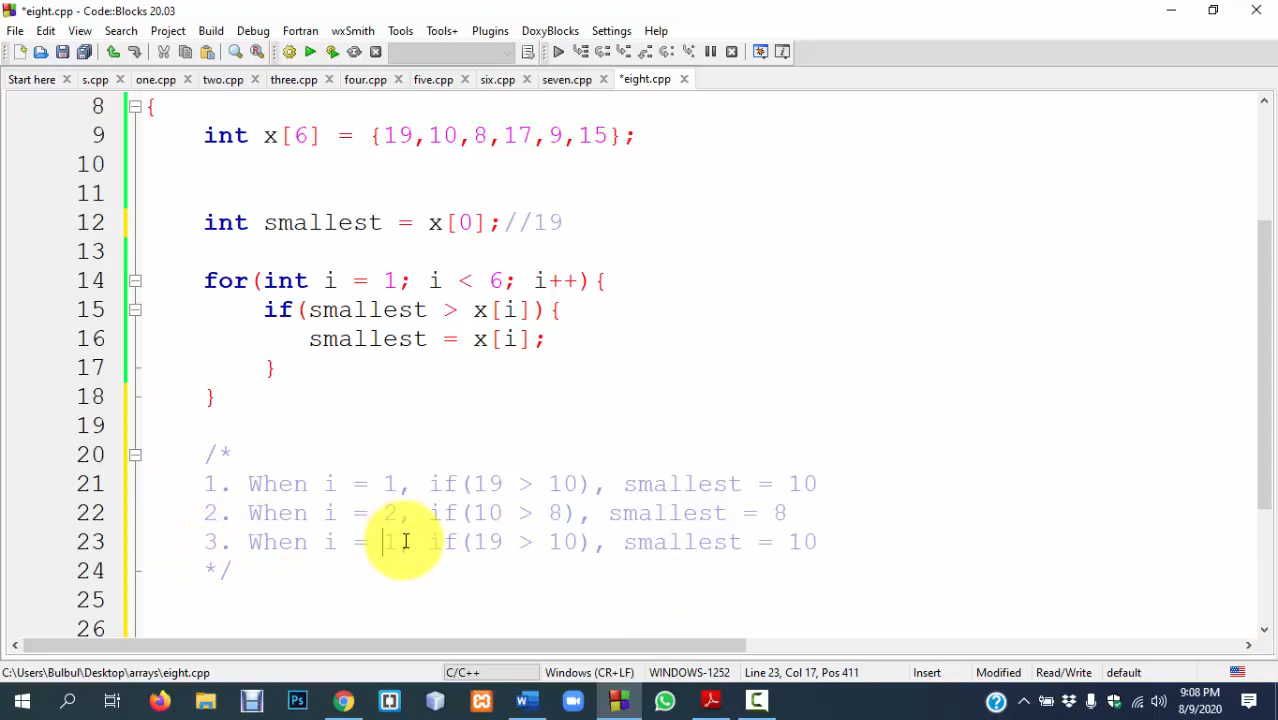 *eight.cpp - Code::Blocks 20.03
File Edit View Search Project Build Debug Fortran wxSmith Tools Tools+ Plugins DoxyBlocks Settings Help
Start here s.cpp one.cpp two.cpp three.cpp four.cpp five.cpp six.cpp seven.cpp *eight.cpp
8 {
9 int x[6] = {19,10,8,17,9,15};
10
11
12 int smallest = x[0];//19
13
14 for(int i = 1; i < 6; i++){
15 if(smallest > x[i]){
16 smallest = x[i];
17 }
18 }
19
20 /*
21 1. When i = 1, if(19 > 10), smallest = 10
22 2. When i = 2, if(10 > 8), smallest = 8
23 3. When i = 1, if(19 > 10), smallest = 10
24 */
25
26
C:\Users\Bulbul\Desktop\arrays\eight.cpp C/C++ Windows (CR+LF) WINDOWS-1252 Line 23, Col 17, Pos 411 Insert Modified Read/Write default
9:08 PM
8/9/2020